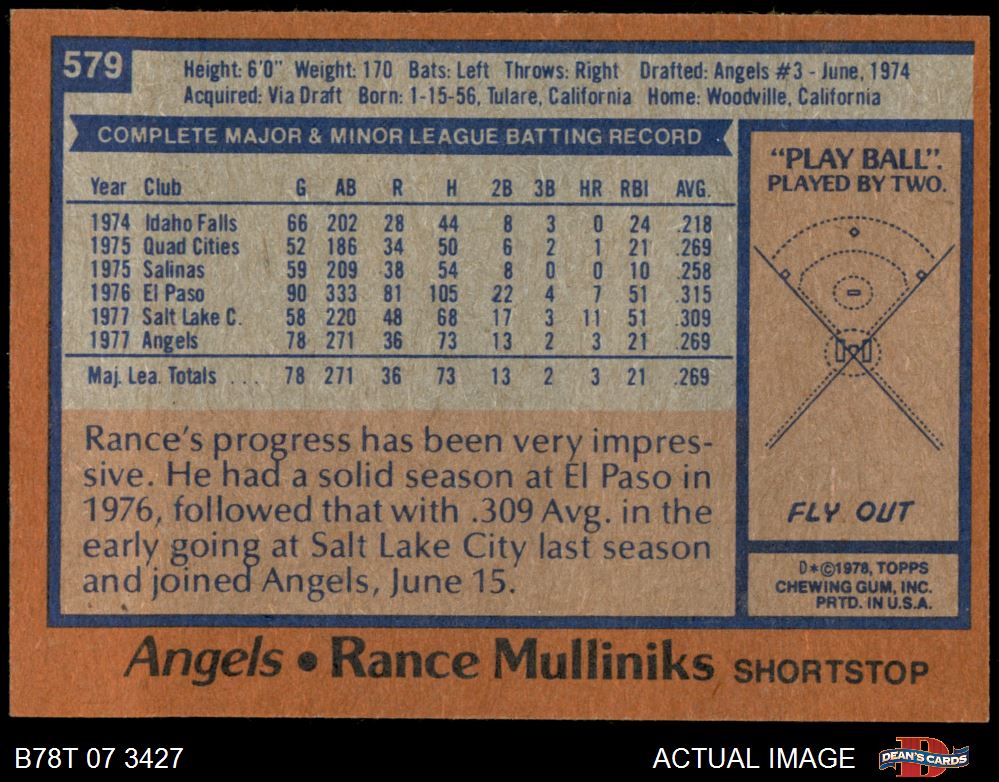 579
Height: 6'0" Weight: 170 Bats: Left Throws: Right Drafted: Angels #3 - June, 1974
Acquired: Via Draft Born: 1-15-56, Tulare, California Home: Woodville, California
COMPLETE MAJOR & MINOR LEAGUE BATTING RECORD
Year Club G AB R H 2B 3B HR RBI AVG.
1974 Idaho Falls 66 202 28 44 8 3 0 24 .218
1975 Quad Cities 52 186 34 50 6 2 1 21 .269
1975 Salinas 59 209 38 54 8 0 0 10 .258
1976 El Paso 90 333 81 105 22 4 7 51 .315
1977 Salt Lake C. 58 220 48 68 17 3 11 51 .309
1977 Angels 78 271 36 73 13 2 3 21 .269
Maj. Lea. Totals ... 78 271 36 73 13 2 3 21 .269
Rance's progress has been very impres-
sive. He had a solid season at El Paso in
1976, followed that with .309 Avg. in the
early going at Salt Lake City last season
and joined Angels, June 15.
"PLAY BALL".
PLAYED BY TWO.
FLY OUT
D*©1978, TOPPS
CHEWING GUM, INC.
PRTD. IN U.S.A.
Angels • Rance Mulliniks SHORTSTOP
B78T 07 3427 ACTUAL IMAGE DEAN'S CARDS